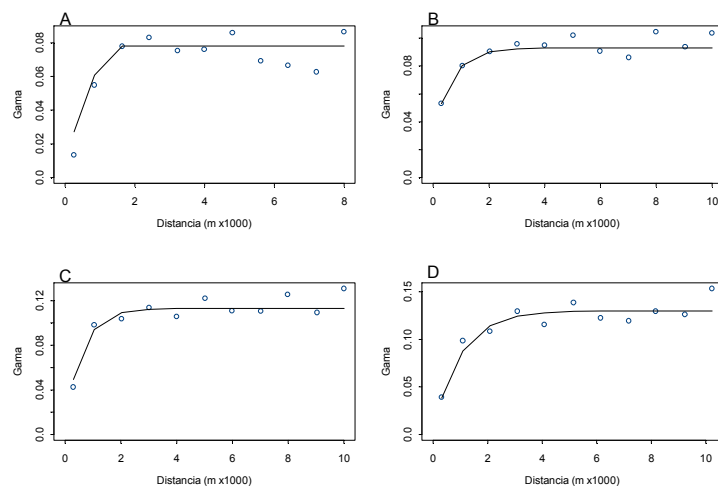 A
Gama
0.0 0.02 0.04 0.06 0.08
0 2 4 6 8
Distancia (m x1000)
B
Gama
0.0 0.04 0.08
0 2 4 6 8 10
Distancia (m x1000)
C
Gama
0.0 0.04 0.08 0.12
0 2 4 6 8 10
Distancia (m x1000)
D
Gama
0.0 0.05 0.10 0.15
0 2 4 6 8 10
Distancia (m x1000)